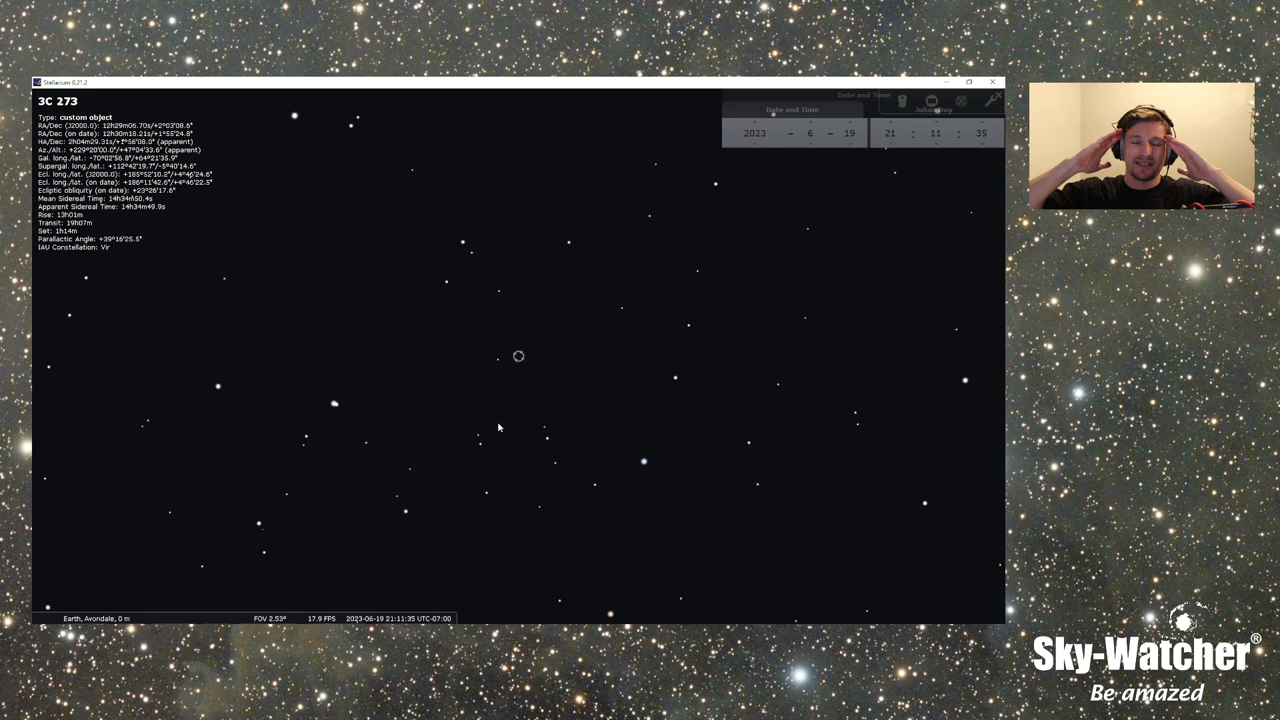 Stellarium 0.21.2
3C 273
Type: custom object
RA/Dec (J2000.0): 12h29m06.70s/+2°03'08.6"
RA/Dec (on date): 12h30m18.21s/+1°55'24.8"
HA/Dec: 2h04m29.31s/+1°56'08.0" (apparent)
Az./Alt.: +229°20'00.0"/+47°04'33.6" (apparent)
Gal. long./lat.: -70°02'56.8"/+64°21'35.9"
Supergal. long./lat.: +112°42'19.7"/-5°40'14.6"
Ecl. long./lat. (J2000.0): +185°52'10.2"/+4°46'24.6"
Ecl. long./lat. (on date): +186°11'42.6"/+4°46'22.5"
Ecliptic obliquity (on date): +23°26'17.6"
Mean Sidereal Time: 14h34m50.4s
Apparent Sidereal Time: 14h34m49.9s
Rise: 13h01m
Transit: 19h07m
Set: 1h14m
Parallactic Angle: +39°16'25.5"
IAU Constellation: Vir
Date and Time
Date and Time Julian Day
2023 - 6 - 19 21 : 11 : 35
Earth, Avondale, 0 m FOV 2.53° 17.9 FPS 2023-06-19 21:11:35 UTC-07:00
Sky-Watcher®
Be amazed